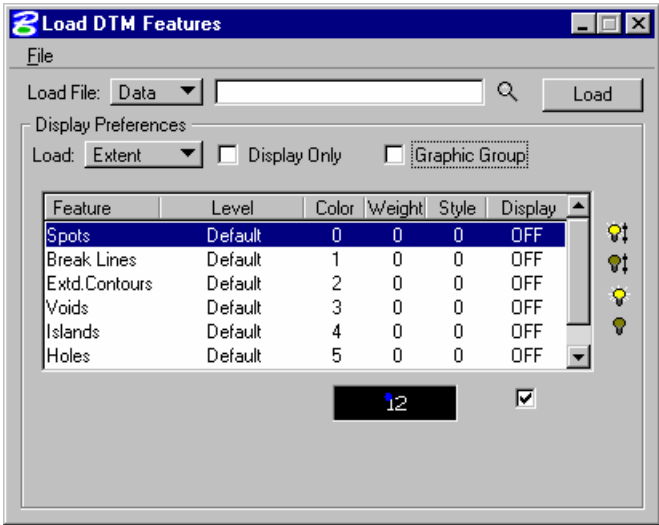 Load DTM Features
File
Load File: Data Load
Display Preferences
Load: Extent Display Only Graphic Group
Feature Level Color Weight Style Display
Spots Default 0 0 0 OFF
Break Lines Default 1 0 0 OFF
Extd.Contours Default 2 0 0 OFF
Voids Default 3 0 0 OFF
Islands Default 4 0 0 OFF
Holes Default 5 0 0 OFF
12